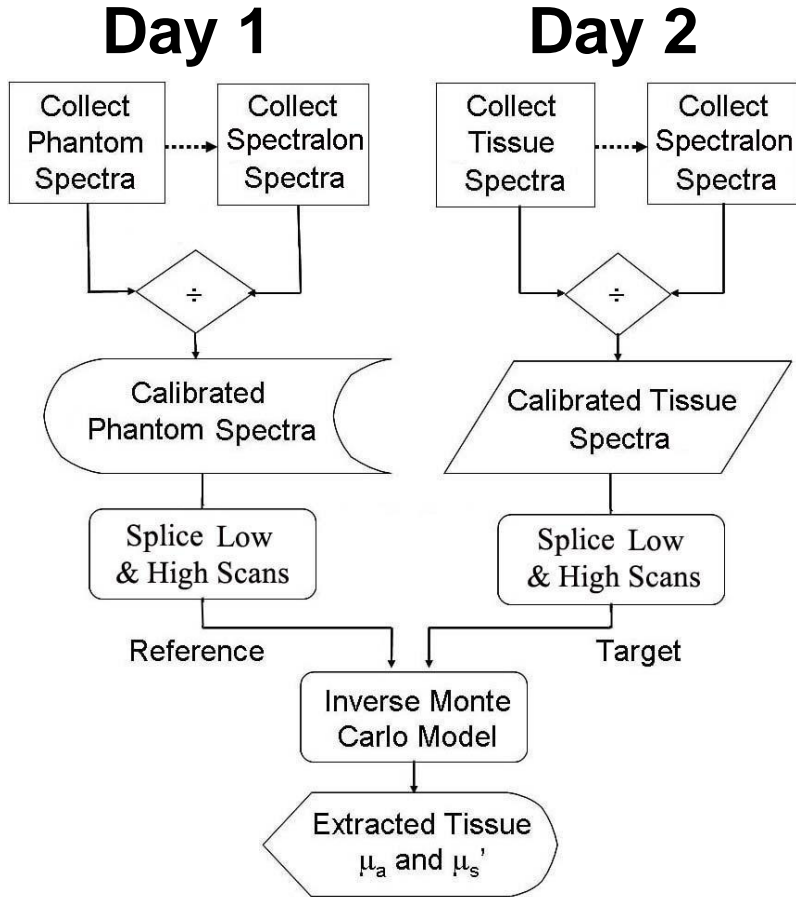 Day 1
Day 2
Collect
Phantom
Spectra
Collect
Spectralon
Spectra
Collect
Tissue
Spectra
Collect
Spectralon
Spectra
÷
÷
Calibrated
Phantom Spectra
Calibrated Tissue
Spectra
Splice Low
& High Scans
Splice Low
& High Scans
Reference
Target
Inverse Monte
Carlo Model
Extracted Tissue
μa and μs’